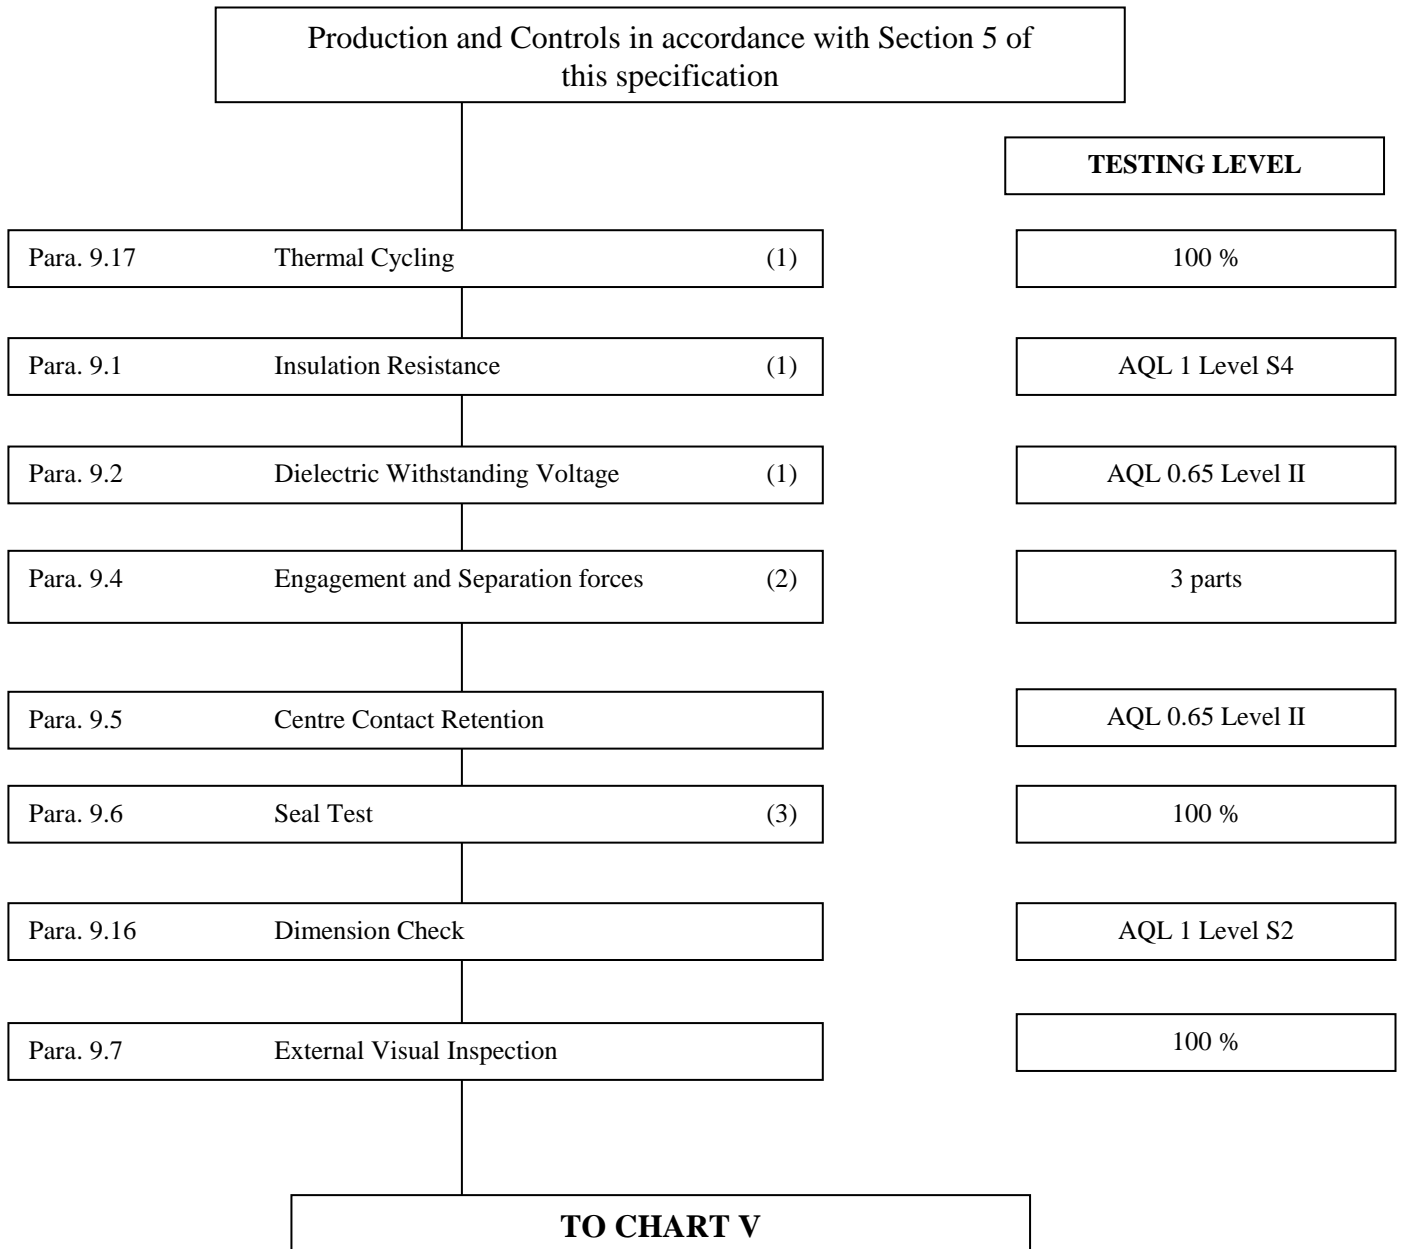 Production and Controls in accordance with Section 5 of
this specification
TESTING LEVEL
Para. 9.17 Thermal Cycling (1) 100 %
Para. 9.1 Insulation Resistance (1) AQL 1 Level S4
Para. 9.2 Dielectric Withstanding Voltage (1) AQL 0.65 Level II
Para. 9.4 Engagement and Separation forces (2) 3 parts
Para. 9.5 Centre Contact Retention AQL 0.65 Level II
Para. 9.6 Seal Test (3) 100 %
Para. 9.16 Dimension Check AQL 1 Level S2
Para. 9.7 External Visual Inspection 100 %
TO CHART V